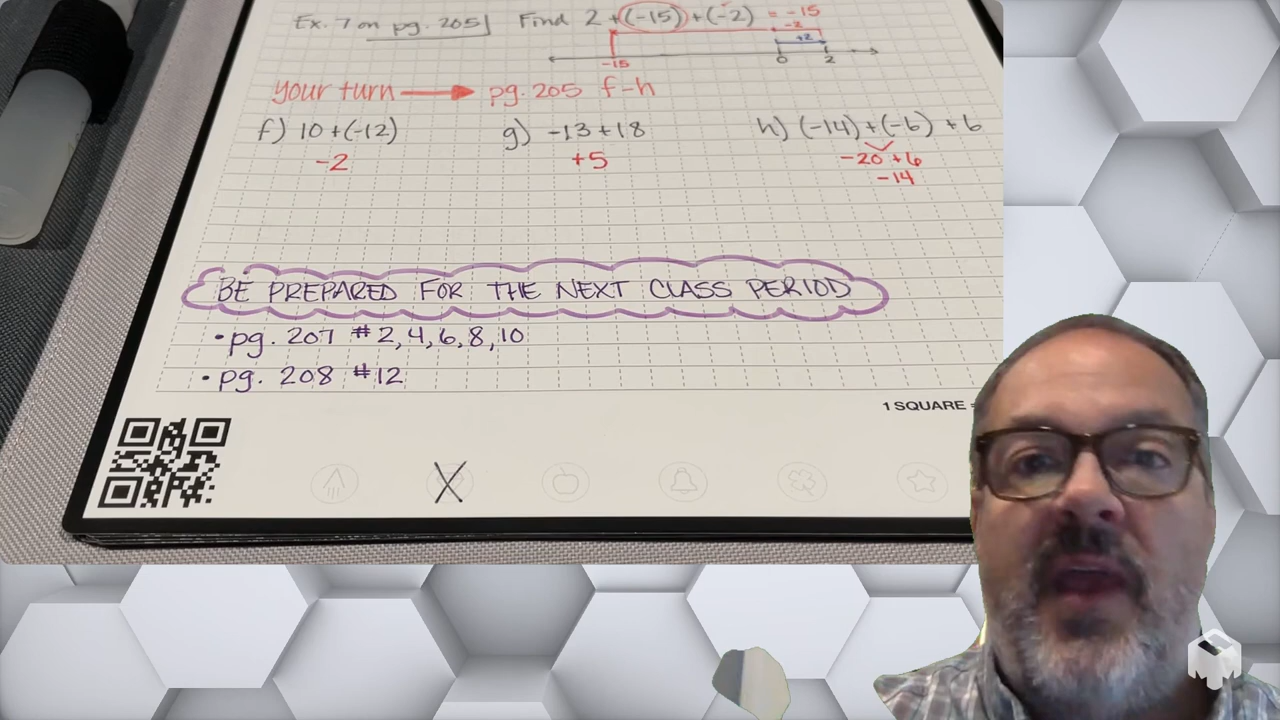 Ex. 7 on pg. 205 Find 2 + (-15) + (-2) = -15
-2
+2
-15 0 2
your turn → pg. 205 f-h
f) 10 + (-12) g) -13 + 18 h) (-14) + (-6) + 6
-2 +5 -20 + 6
-14
BE PREPARED FOR THE NEXT CLASS PERIOD
• pg. 207 #2, 4, 6, 8, 10
• pg. 208 #12
1 SQUARE =